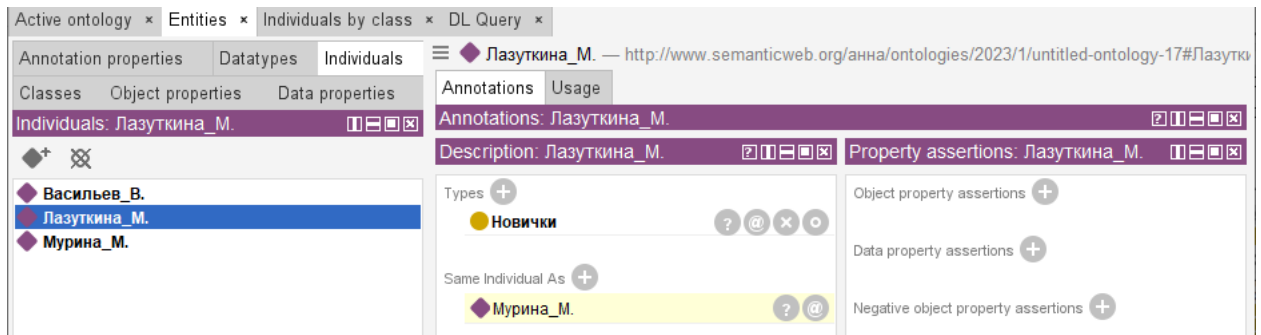 Active ontology × Entities × Individuals by class × DL Query ×
Annotation properties Datatypes Individuals
Classes Object properties Data properties
Individuals: Лазуткина_М.
Васильев_В.
Лазуткина_М.
Мурина_М.
Лазуткина_М. — http://www.semanticweb.org/анна/ontologies/2023/1/untitled-ontology-17#Лазутки
Annotations Usage
Annotations: Лазуткина_М.
Description: Лазуткина_М.
Types
Новички
Same Individual As
Мурина_М.
Property assertions: Лазуткина_М.
Object property assertions
Data property assertions
Negative object property assertions